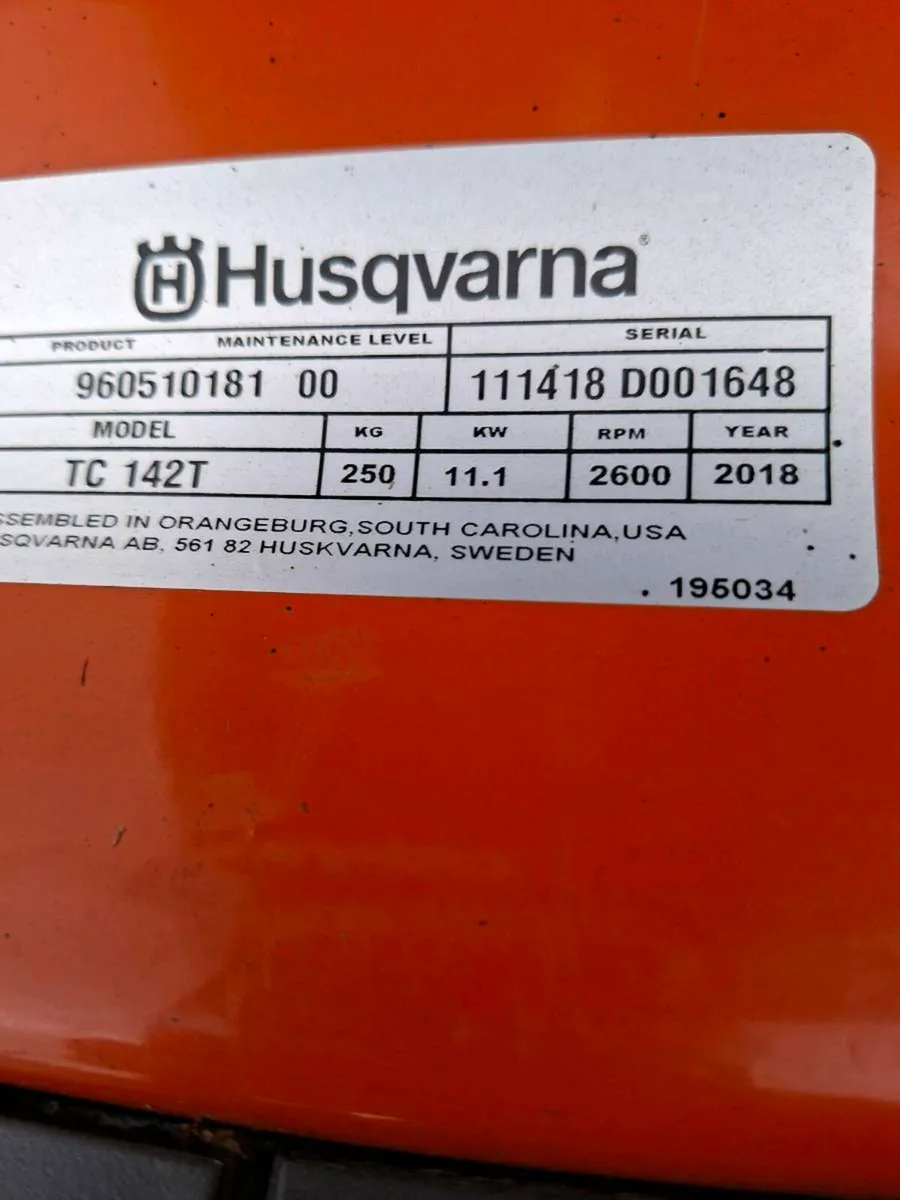 Husqvarna®
PRODUCT MAINTENANCE LEVEL SERIAL
960510181 00 111418 D001648
MODEL KG KW RPM YEAR
TC 142T 250 11.1 2600 2018
SSEMBLED IN ORANGEBURG,SOUTH CAROLINA,USA
SQVARNA AB, 561 82 HUSKVARNA, SWEDEN
195034